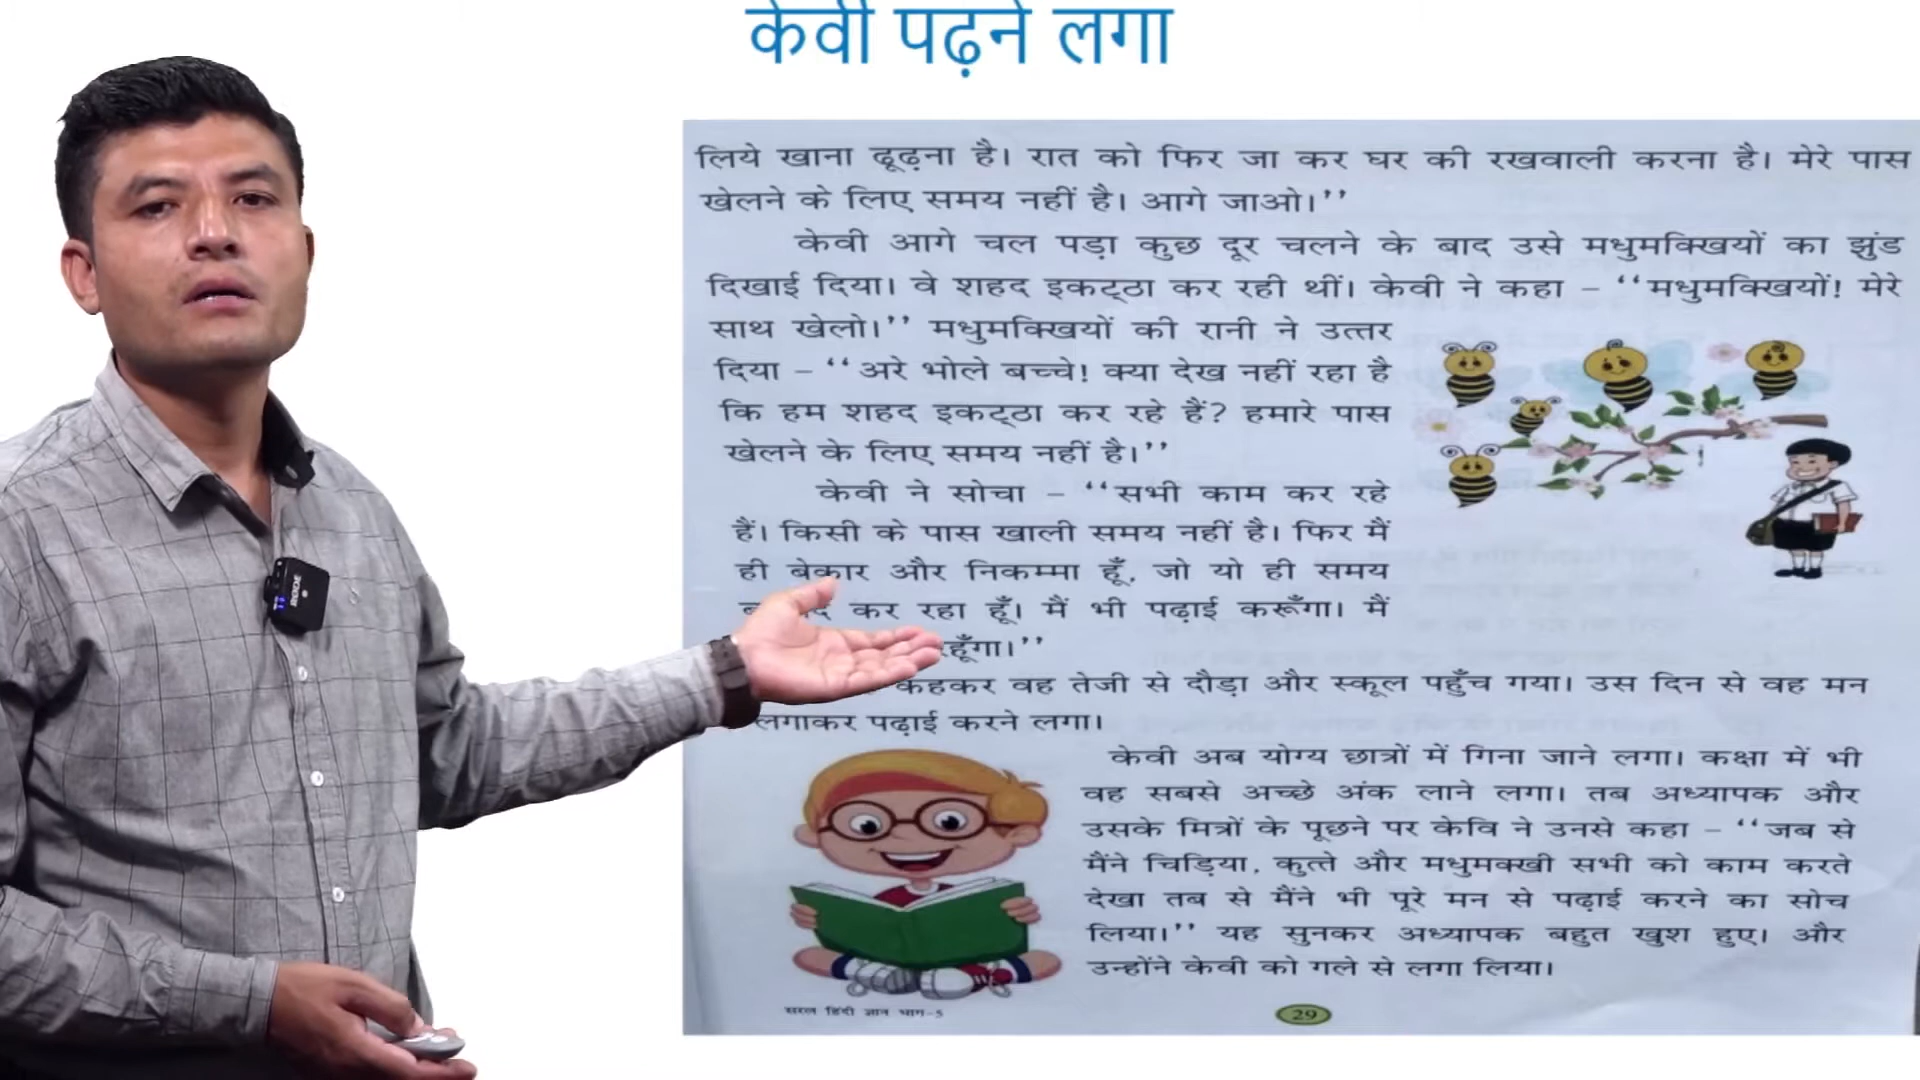 केवी पढ़ने लगा
लिये खाना ढूढ़ना है। रात को फिर जा कर घर की रखवाली करना है। मेरे पास
खेलने के लिए समय नहीं है। आगे जाओ।’’
केवी आगे चल पड़ा कुछ दूर चलने के बाद उसे मधुमक्खियों का झुंड
दिखाई दिया। वे शहद इकट्ठा कर रही थीं। केवी ने कहा – ‘‘मधुमक्खियों! मेरे
साथ खेलो।’’ मधुमक्खियों की रानी ने उत्तर
दिया – ‘‘अरे भोले बच्चे! क्या देख नहीं रहा है
कि हम शहद इकट्ठा कर रहे हैं? हमारे पास
खेलने के लिए समय नहीं है।’’
केवी ने सोचा – ‘‘सभी काम कर रहे
हैं। किसी के पास खाली समय नहीं है। फिर मैं
ही बेकार और निकम्मा हूँ, जो यो ही समय
कर रहा हूँ। मैं भी पढ़ाई करूँगा। मैं
रहूँगा।’’
कहकर वह तेजी से दौड़ा और स्कूल पहुँच गया। उस दिन से वह मन
लगाकर पढ़ाई करने लगा।
केवी अब योग्य छात्रों में गिना जाने लगा। कक्षा में भी
वह सबसे अच्छे अंक लाने लगा। तब अध्यापक और
उसके मित्रों के पूछने पर केवि ने उनसे कहा – ‘‘जब से
मैंने चिड़िया, कुत्ते और मधुमक्खी सभी को काम करते
देखा तब से मैंने भी पूरे मन से पढ़ाई करने का सोच
लिया।’’ यह सुनकर अध्यापक बहुत खुश हुए। और
उन्होंने केवी को गले से लगा लिया।
सरल हिंदी ज्ञान भाग-5
29
RODE